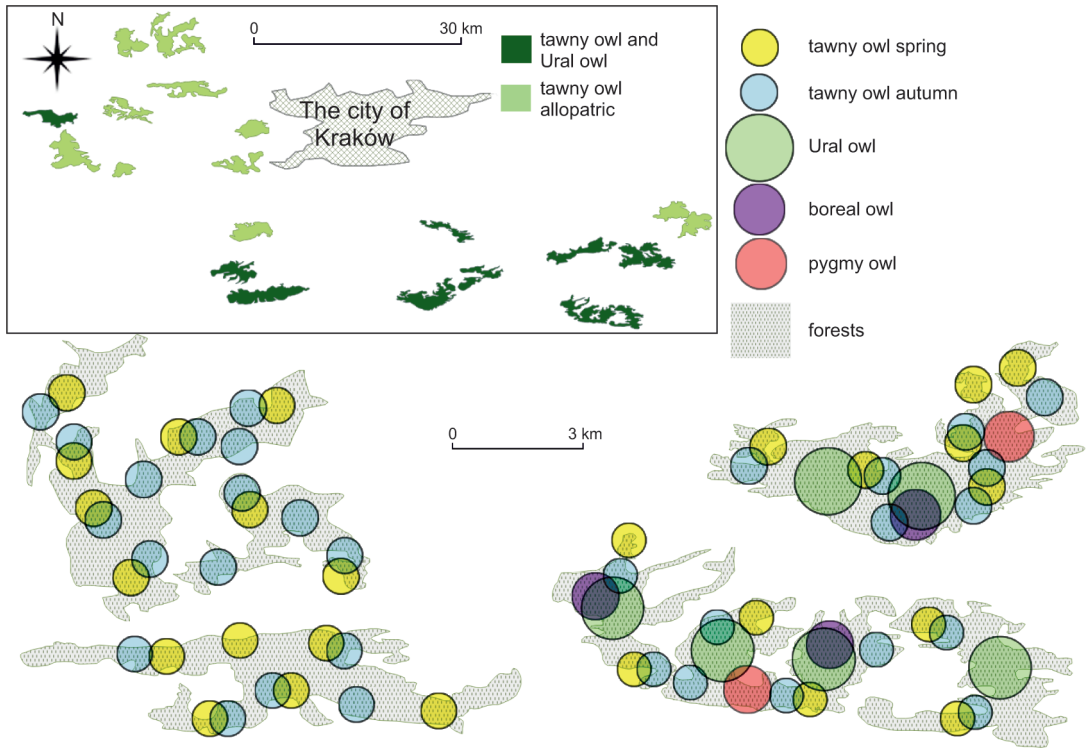 N
0 30 km
tawny owl and
Ural owl
tawny owl
allopatric
The city of
Kraków
tawny owl spring
tawny owl autumn
Ural owl
boreal owl
pygmy owl
forests
0 3 km